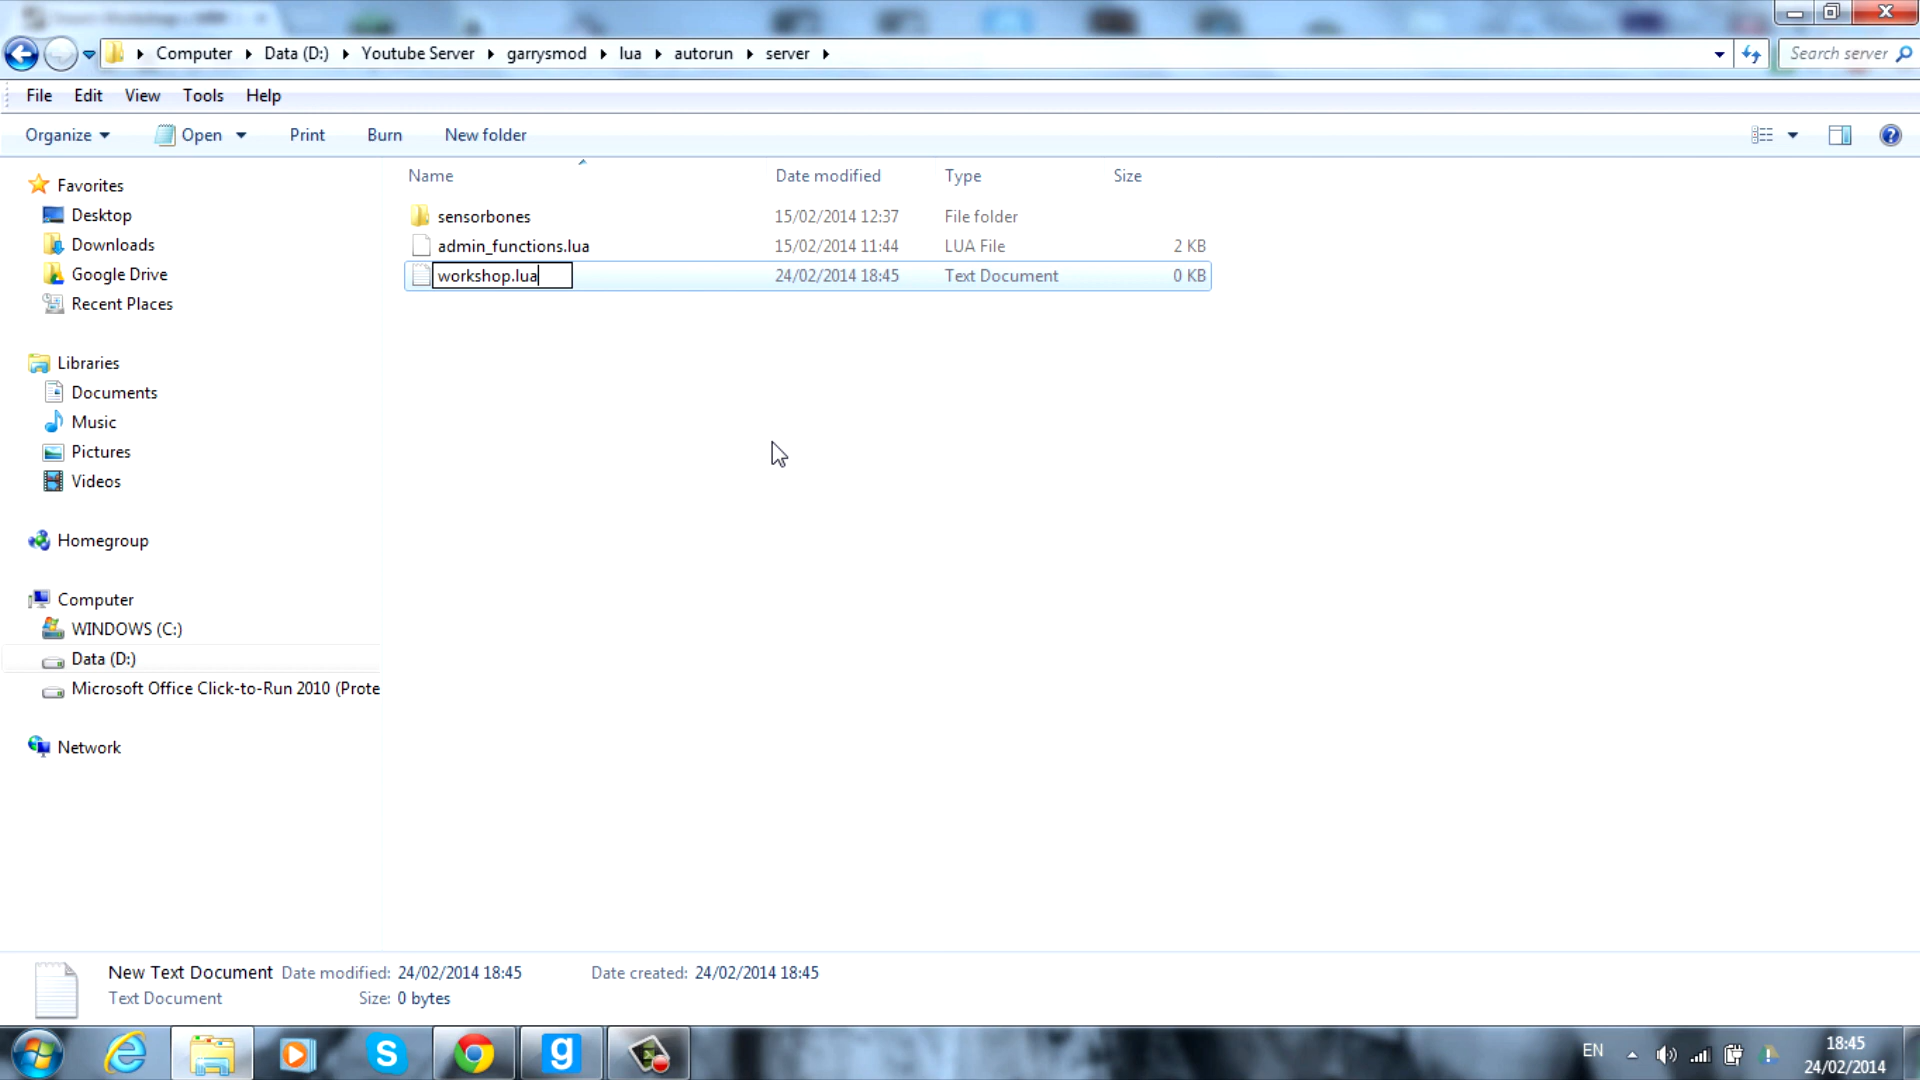 Computer Data (D:) Youtube Server garrysmod lua autorun server Search server
File Edit View Tools Help
Organize Open Print Burn New folder
Name Date modified Type Size
Favorites
Desktop
Downloads
Google Drive
Recent Places
Libraries
Documents
Music
Pictures
Videos
Homegroup
Computer
WINDOWS (C:)
Data (D:)
Microsoft Office Click-to-Run 2010 (Prote
Network
sensorbones 15/02/2014 12:37 File folder
admin_functions.lua 15/02/2014 11:44 LUA File 2 KB
workshop.lua 24/02/2014 18:45 Text Document 0 KB
New Text Document Date modified: 24/02/2014 18:45 Date created: 24/02/2014 18:45
Text Document Size: 0 bytes
EN 18:45
24/02/2014